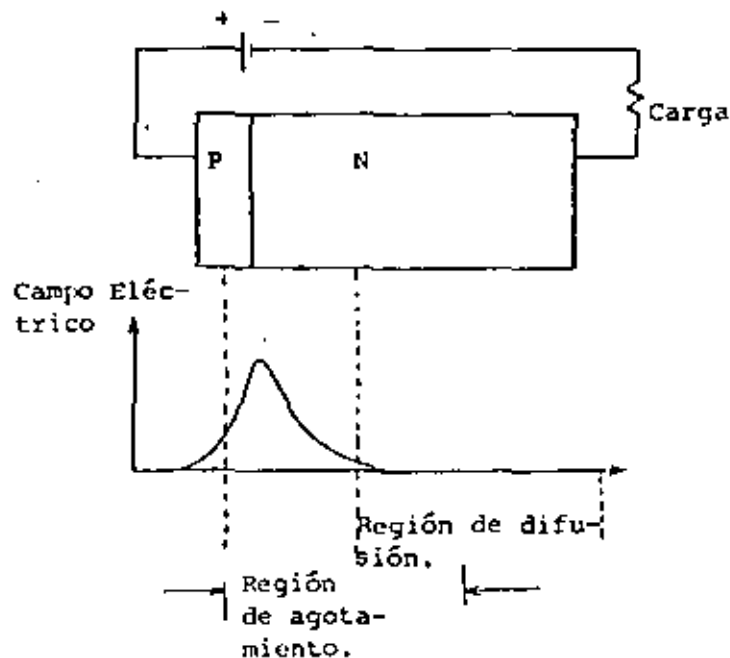 + −
Carga
P N
Campo Eléc-
trico
Región de difu-
sión.
Región
de agota-
miento.